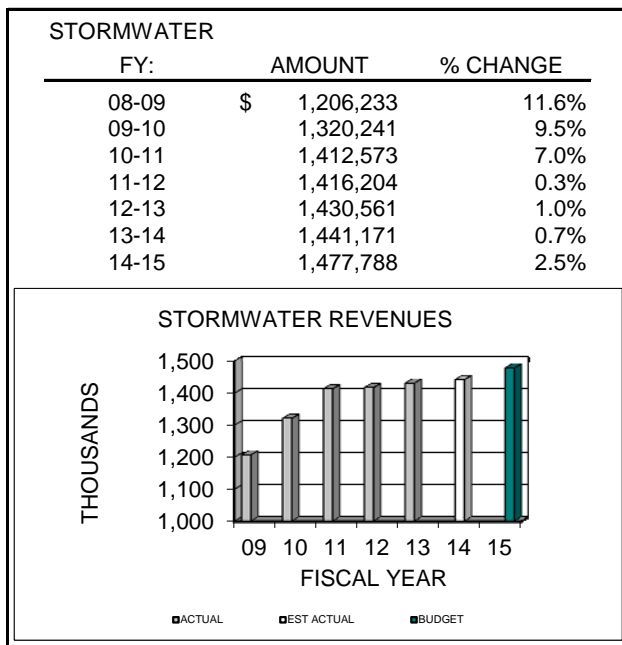 STORMWATER
FY: AMOUNT % CHANGE
08-09 $ 1,206,233 11.6%
09-10 1,320,241 9.5%
10-11 1,412,573 7.0%
11-12 1,416,204 0.3%
12-13 1,430,561 1.0%
13-14 1,441,171 0.7%
14-15 1,477,788 2.5%
STORMWATER REVENUES
THOUSANDS
1,500
1,400
1,300
1,200
1,100
1,000
09 10 11 12 13 14 15
FISCAL YEAR
ACTUAL EST ACTUAL BUDGET